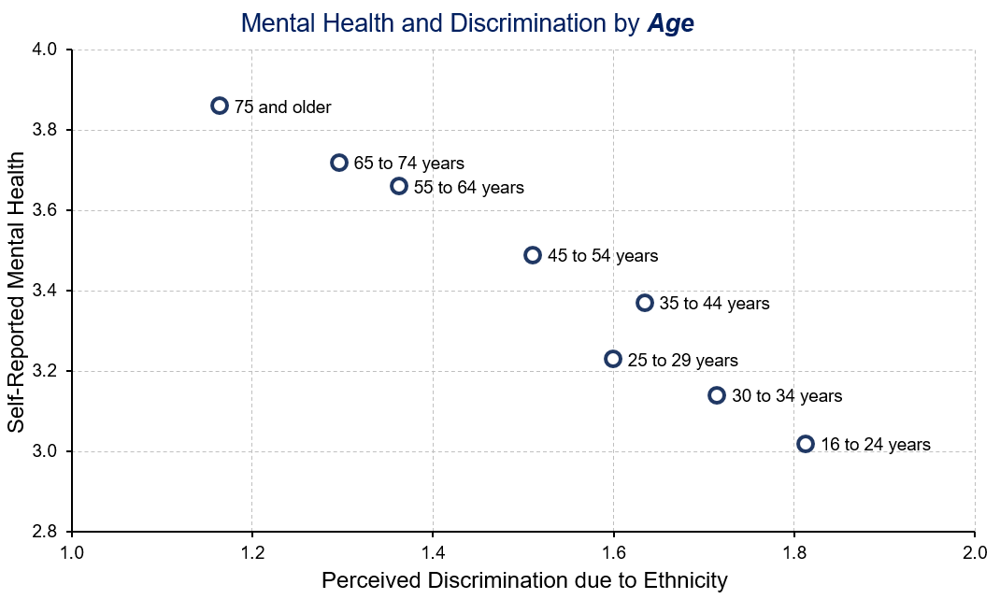 Mental Health and Discrimination by Age
4.0
3.8
3.6
3.4
3.2
3.0
2.8
Self-Reported Mental Health
75 and older
65 to 74 years
55 to 64 years
45 to 54 years
35 to 44 years
25 to 29 years
30 to 34 years
16 to 24 years
1.0 1.2 1.4 1.6 1.8 2.0
Perceived Discrimination due to Ethnicity